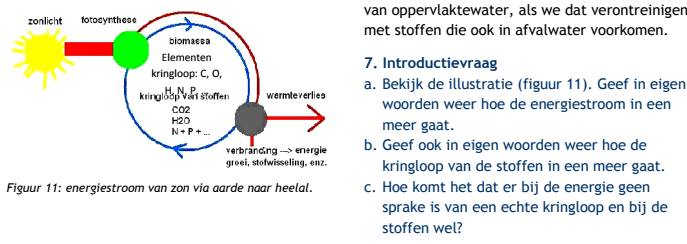 zonlicht
fotosynthese
biomassa
Elementen
kringloop: C, O,
H, N, P
kringloop van stoffen
CO2
H2O
N + P + ...
warmteverlies
verbranding ---> energie
groei, stofwisseling, enz.
Figuur 11: energiestroom van zon via aarde naar heelal.
van oppervlaktewater, als we dat verontreinigen
met stoffen die ook in afvalwater voorkomen.
7. Introductievraag
a. Bekijk de illustratie (figuur 11). Geef in eigen
woorden weer hoe de energiestroom in een
meer gaat.
b. Geef ook in eigen woorden weer hoe de
kringloop van de stoffen in een meer gaat.
c. Hoe komt het dat er bij de energie geen
sprake is van een echte kringloop en bij de
stoffen wel?